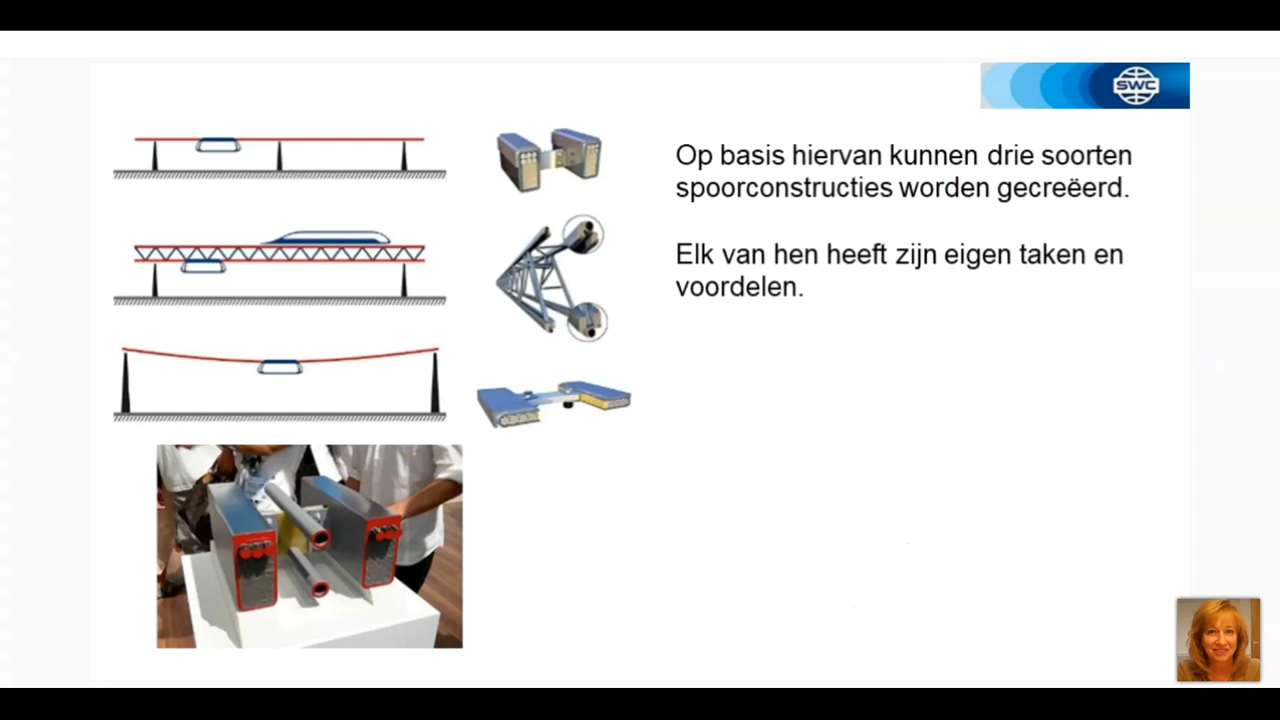 SWC
Op basis hiervan kunnen drie soorten
spoorconstructies worden gecreëerd.
Elk van hen heeft zijn eigen taken en
voordelen.